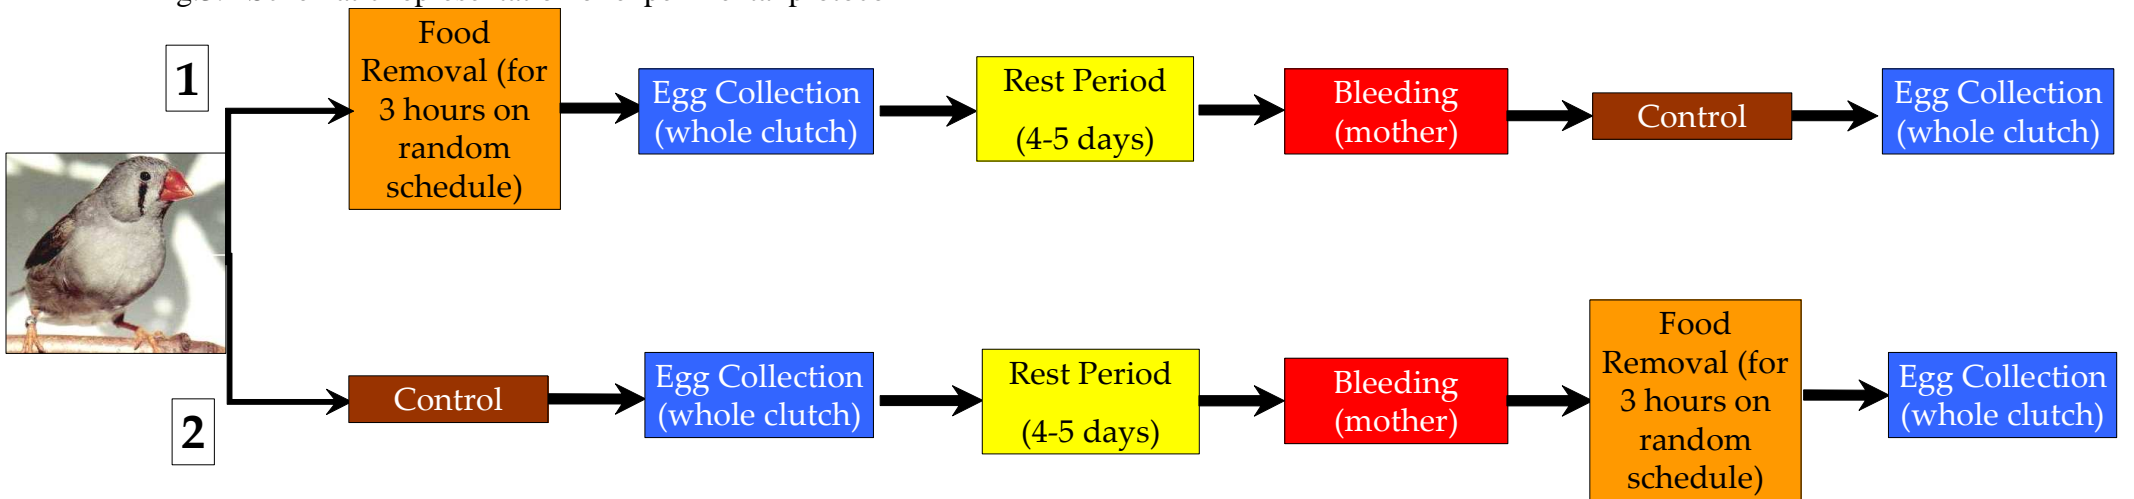 1
Food
Removal (for
3 hours on
random
schedule)
Egg Collection
(whole clutch)
Rest Period
(4-5 days)
Bleeding
(mother)
Control
Egg Collection
(whole clutch)
2
Control
Egg Collection
(whole clutch)
Rest Period
(4-5 days)
Bleeding
(mother)
Food
Removal (for
3 hours on
random
schedule)
Egg Collection
(whole clutch)